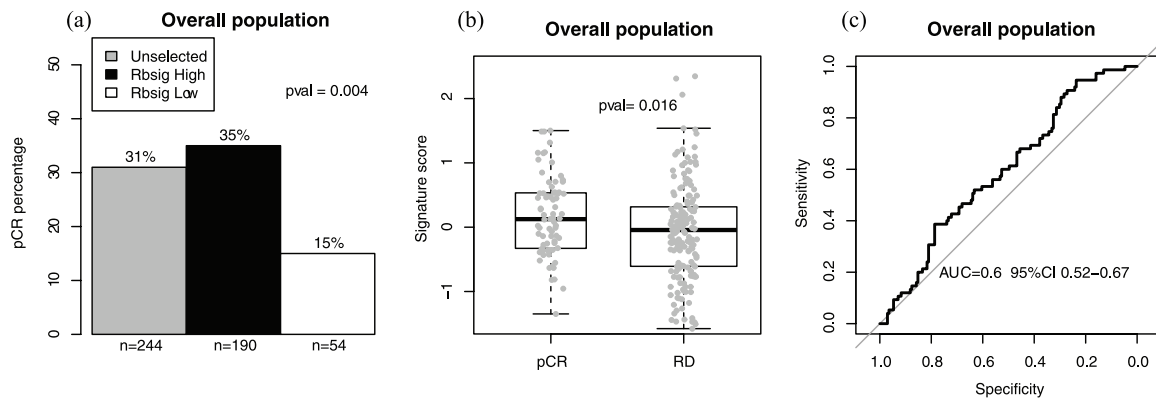 (a)
Overall population
Unselected
Rbsig High
Rbsig Low
pval = 0.004
31%
35%
15%
pCR percentage
0
10
20
30
40
50
n=244
n=190
n=54
(b)
Overall population
pval= 0.016
Signature score
−1
0
1
2
pCR
RD
(c)
Overall population
AUC=0.6 95%CI 0.52−0.67
Sensitivity
0.0
0.2
0.4
0.6
0.8
1.0
1.0
0.8
0.6
0.4
0.2
0.0
Specificity